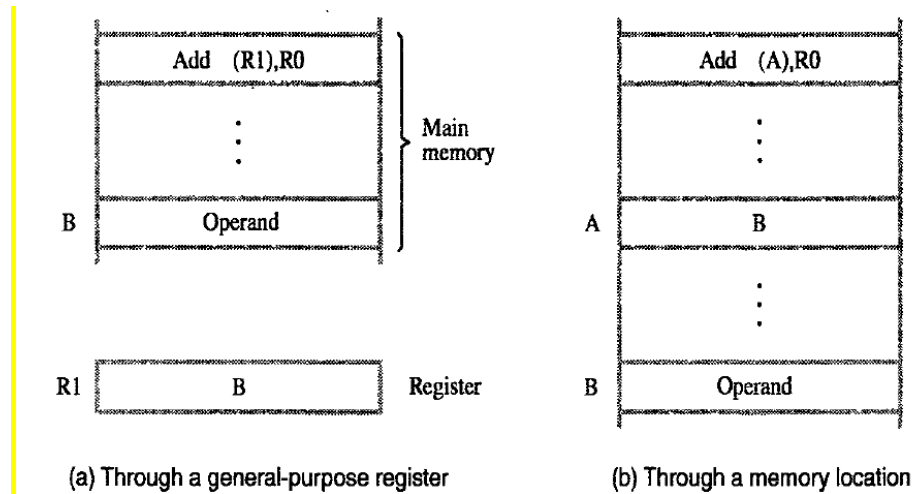 Add (R1),R0
Main
memory
B Operand
R1 B Register
(a) Through a general-purpose register
Add (A),R0
A B
B Operand
(b) Through a memory location